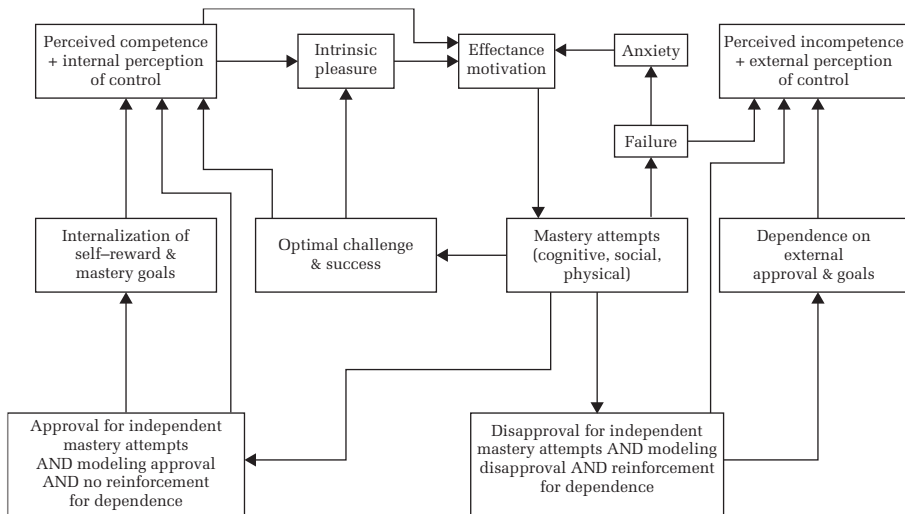 Perceived competence
+ internal perception
of control
Intrinsic
pleasure
Effectance
motivation
Anxiety
Perceived incompetence
+ external perception
of control
Failure
Internalization of
self–reward &
mastery goals
Optimal challenge
& success
Mastery attempts
(cognitive, social,
physical)
Dependence on
external
approval & goals
Approval for independent
mastery attempts
AND modeling approval
AND no reinforcement
for dependence
Disapproval for independent
mastery attempts AND modeling
disapproval AND reinforcement
for dependence